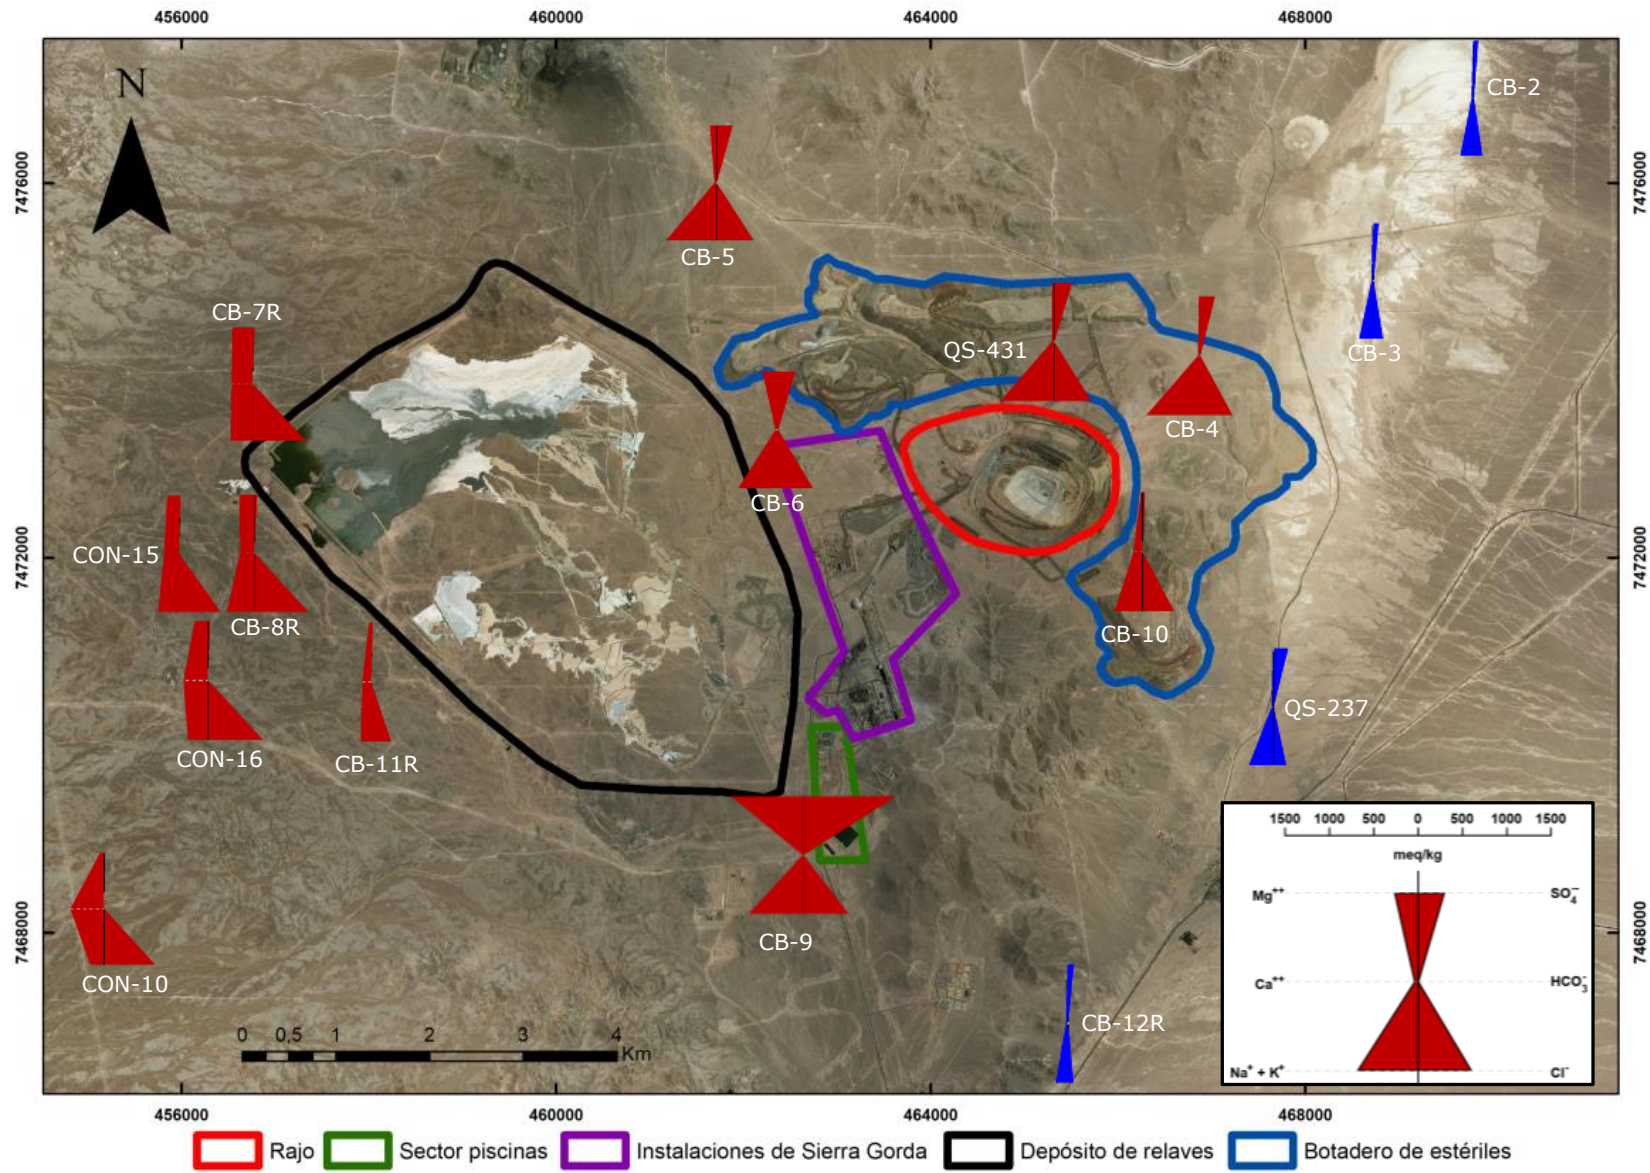 456000
460000
464000
468000
N
7476000
7476000
7472000
7472000
7468000
7468000
CB-2
CB-5
CB-3
CB-7R
QS-431
CB-4
CB-6
CON-15
CB-8R
CB-10
CON-16
CB-11R
QS-237
CB-9
CON-10
CB-12R
0 0,5 1 2 3 4
Km
1500 1000 500 0 500 1000 1500
meq/kg
Mg++ SO4=
Ca++ HCO3-
Na+ + K+ Cl-
456000
460000
464000
468000
Rajo
Sector piscinas
Instalaciones de Sierra Gorda
Depósito de relaves
Botadero de estériles